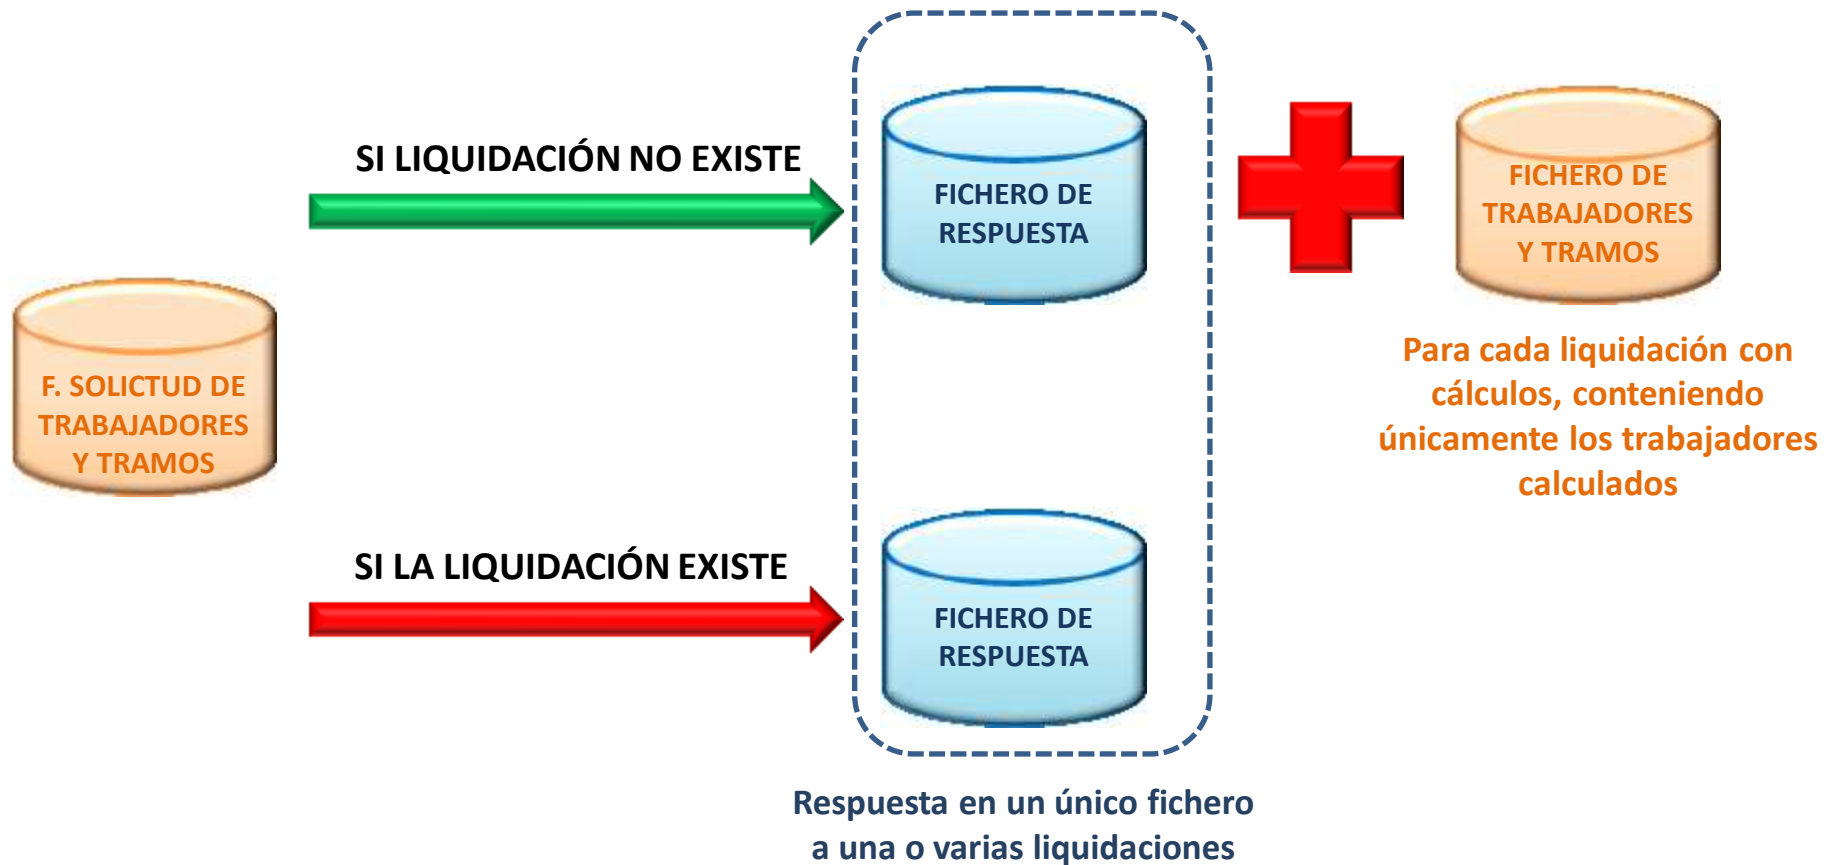 SI LIQUIDACIÓN NO EXISTE
FICHERO DE
RESPUESTA
FICHERO DE
TRABAJADORES
Y TRAMOS
F. SOLICTUD DE
TRABAJADORES
Y TRAMOS
Para cada liquidación con
cálculos, conteniendo
únicamente los trabajadores
calculados
SI LA LIQUIDACIÓN EXISTE
FICHERO DE
RESPUESTA
Respuesta en un único fichero
a una o varias liquidaciones